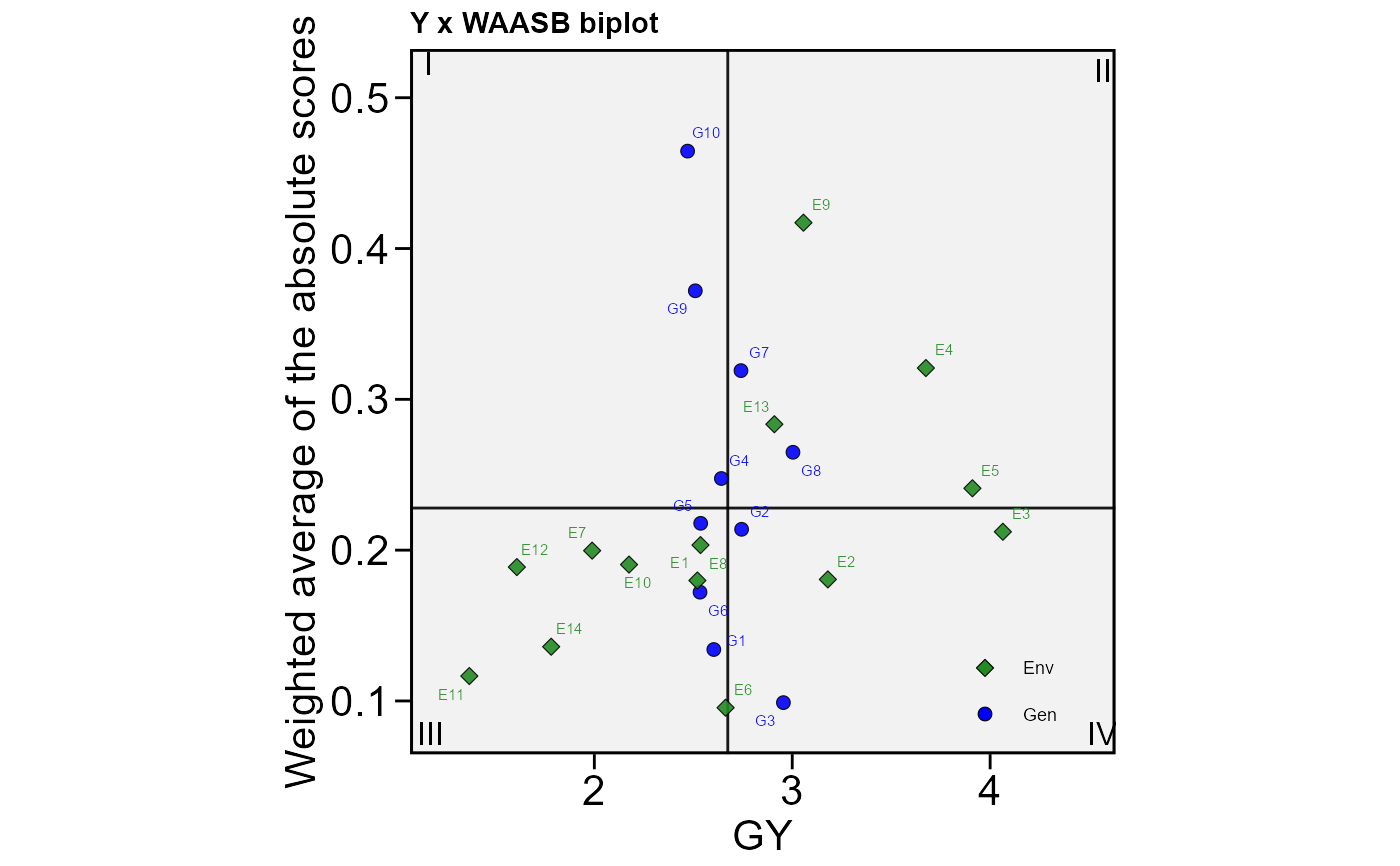 Y x WAASB biplot
Weighted average of the absolute scores
I
II
0.5
G10
E9
0.4
G9
G7
E4
0.3
E13
G4
G8
E5
G5
G2
E3
E7
E12
0.2
E1
E8
E2
E10
G6
E14
G1
Env
E11
E6
0.1
G3
Gen
III
IV
2
3
4
GY